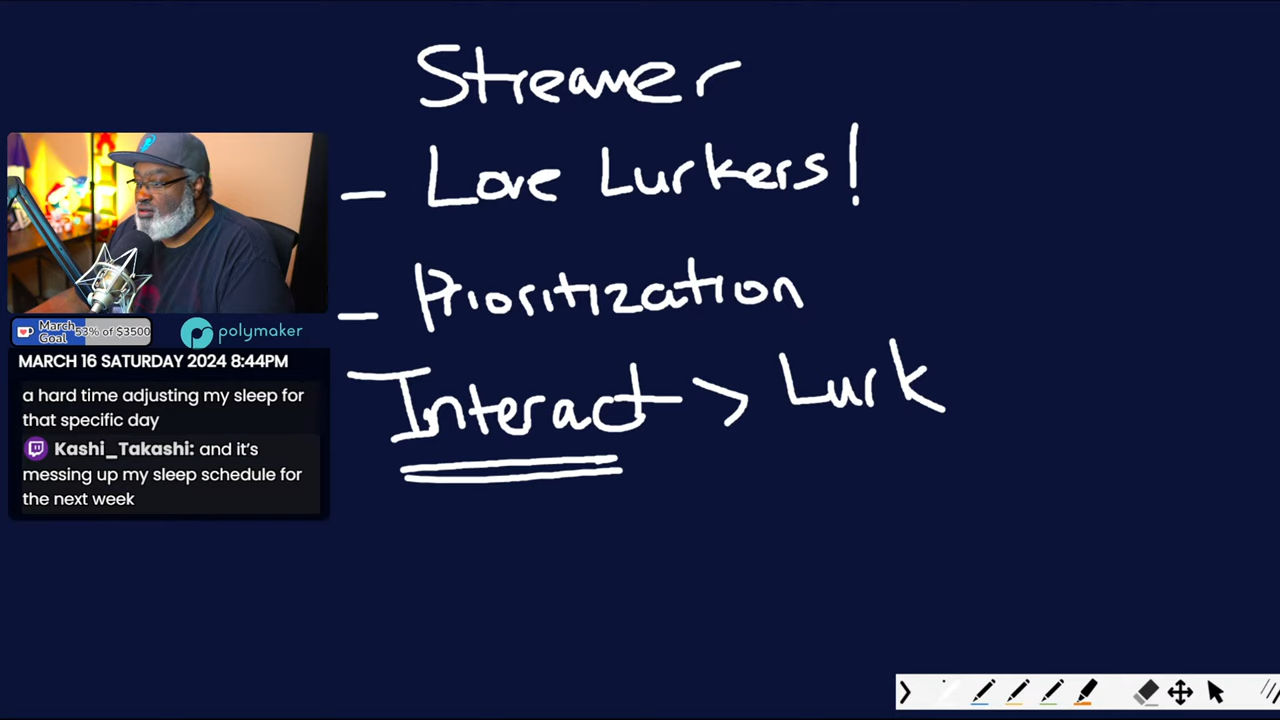 Streamer
- Love Lurkers!
- Prioritization
Interact > Lurk
March
Goal
53% of $3500
polymaker
MARCH 16 SATURDAY 2024 8:44PM
a hard time adjusting my sleep for
that specific day
Kashi_Takashi: and it's
messing up my sleep schedule for
the next week